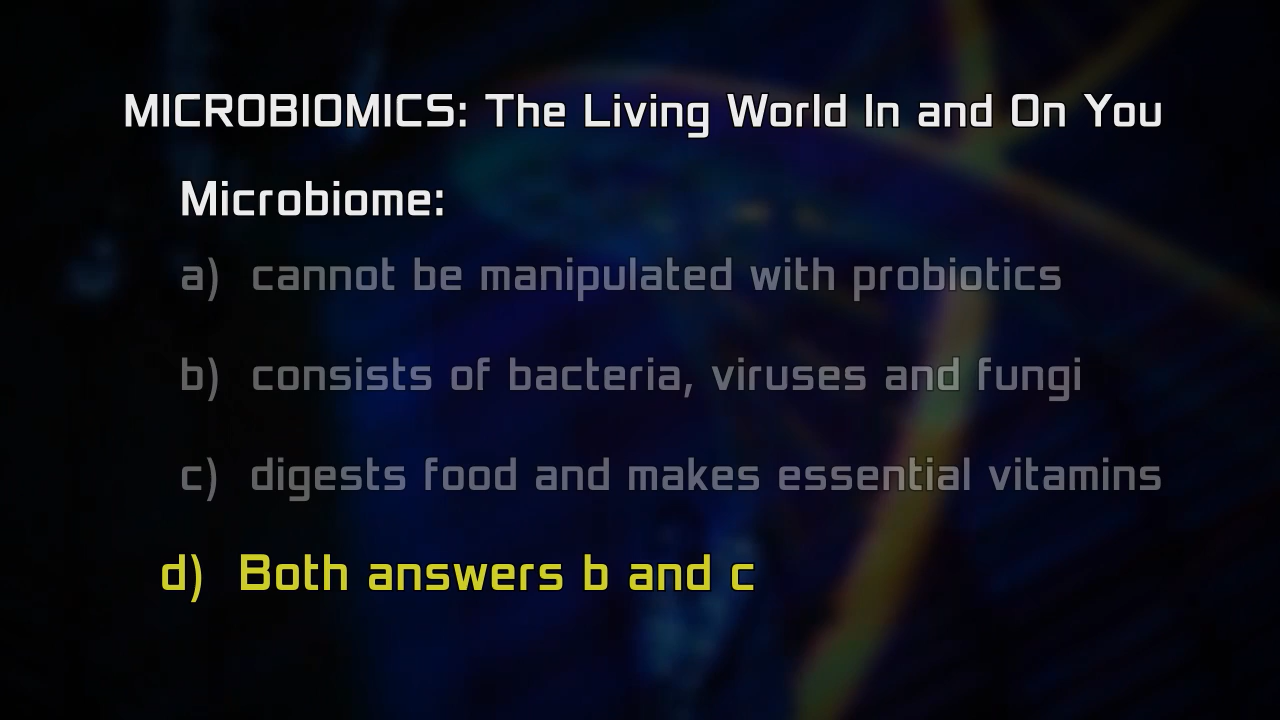 MICROBIOMICS: The Living World In and On You
Microbiome:
a) cannot be manipulated with probiotics
b) consists of bacteria, viruses and fungi
c) digests food and makes essential vitamins
d) Both answers b and c